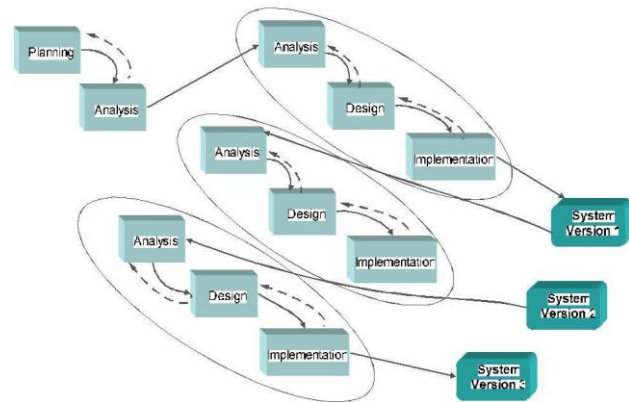 Planning
Analysis
Analysis
Design
Implementation
System
Version 1
Analysis
Design
Implementation
System
Version 2
Analysis
Design
Implementation
System
Version 3